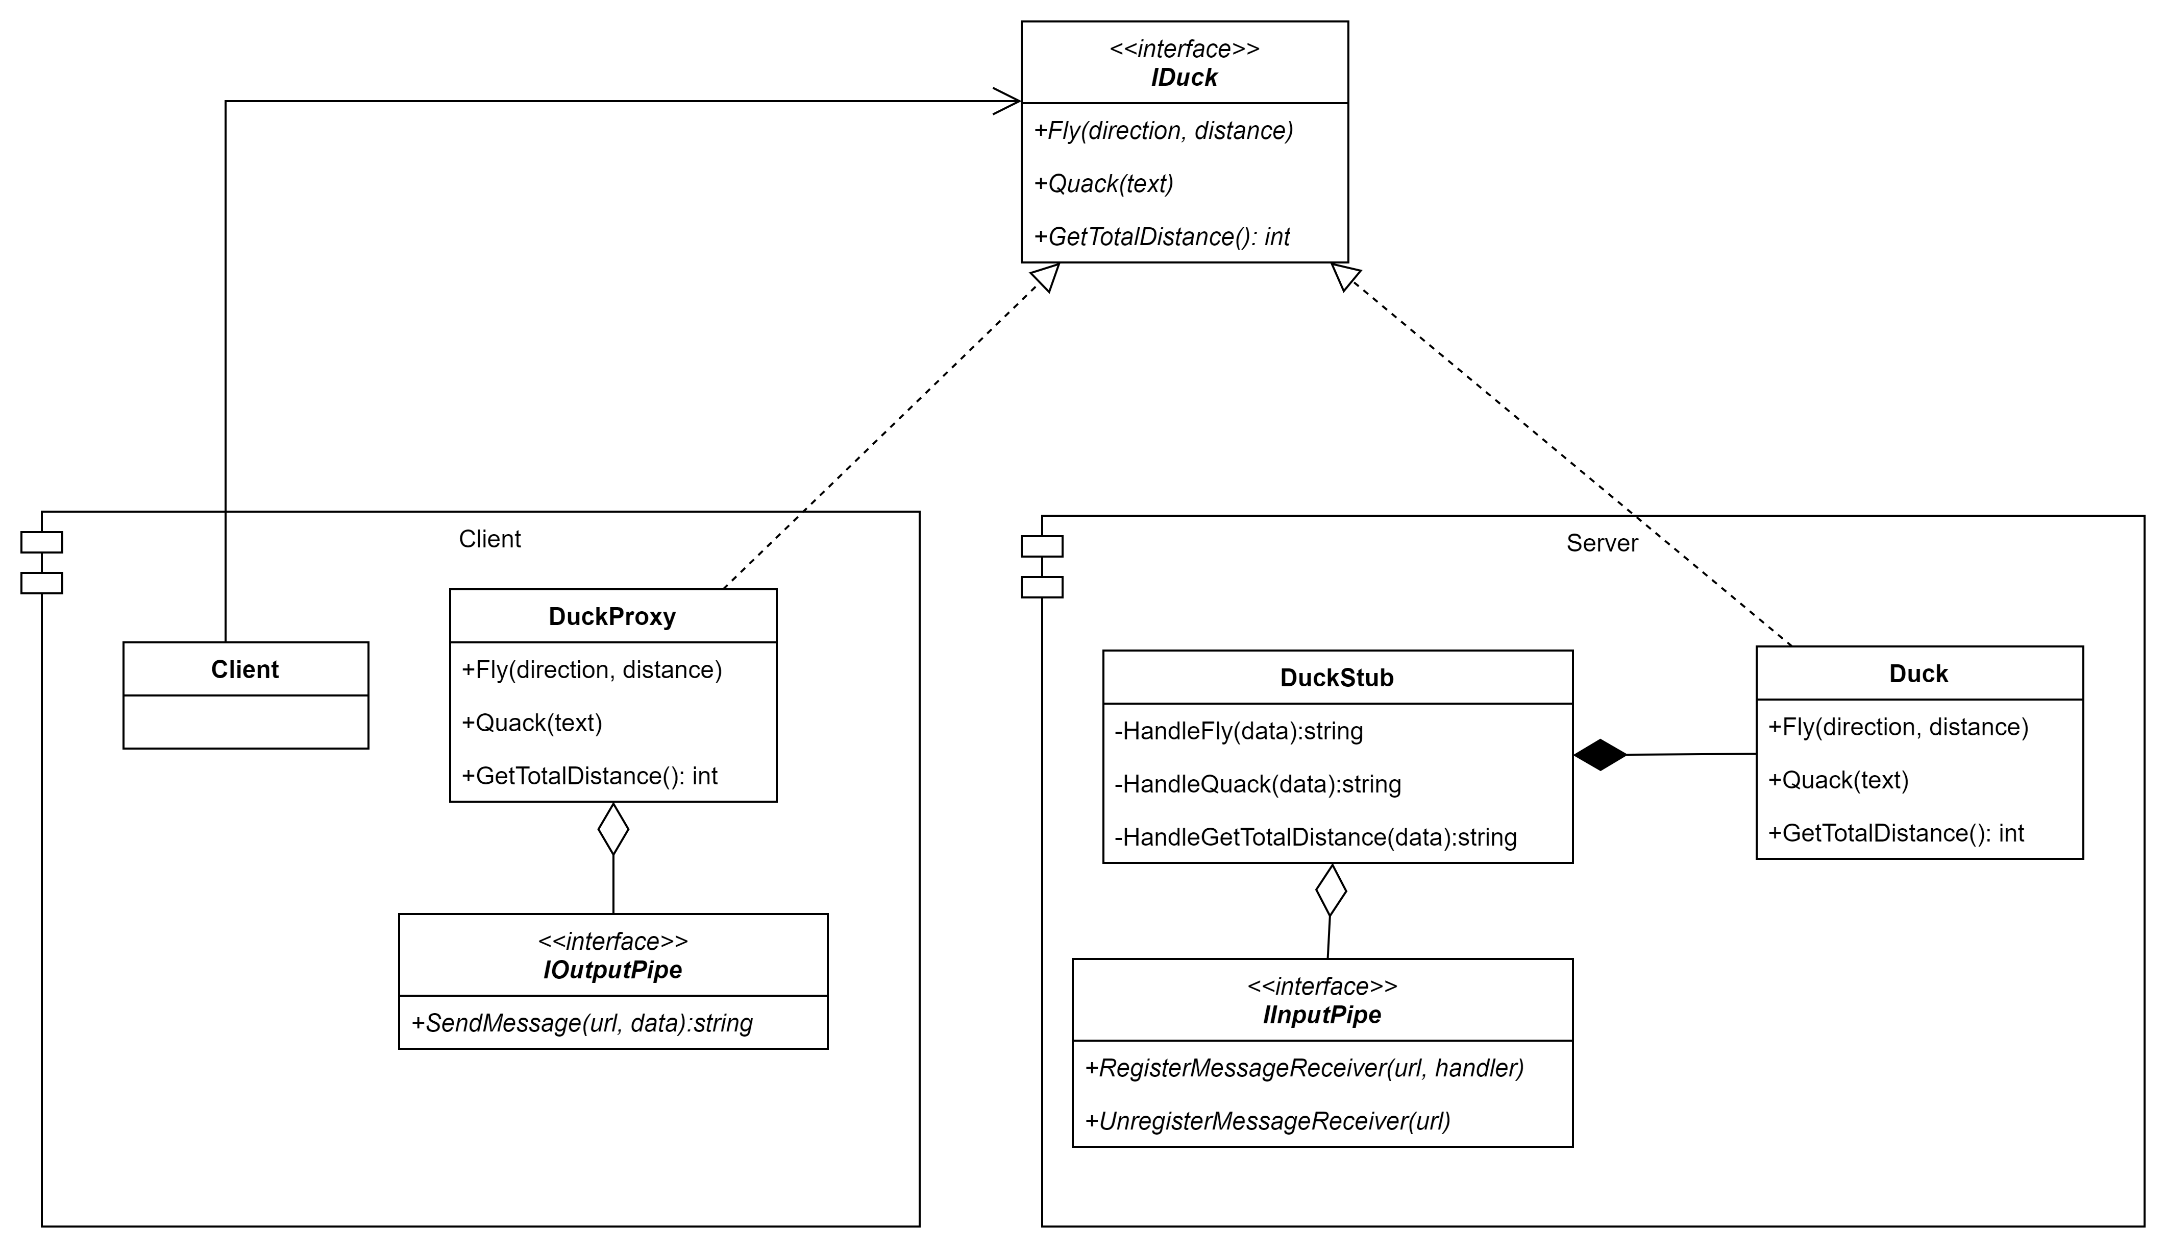 <<interface>>
IDuck
+Fly(direction, distance)
+Quack(text)
+GetTotalDistance(): int
Client
Client
DuckProxy
+Fly(direction, distance)
+Quack(text)
+GetTotalDistance(): int
<<interface>>
IOutputPipe
+SendMessage(url, data):string
Server
DuckStub
-HandleFly(data):string
-HandleQuack(data):string
-HandleGetTotalDistance(data):string
Duck
+Fly(direction, distance)
+Quack(text)
+GetTotalDistance(): int
<<interface>>
IInputPipe
+RegisterMessageReceiver(url, handler)
+UnregisterMessageReceiver(url)